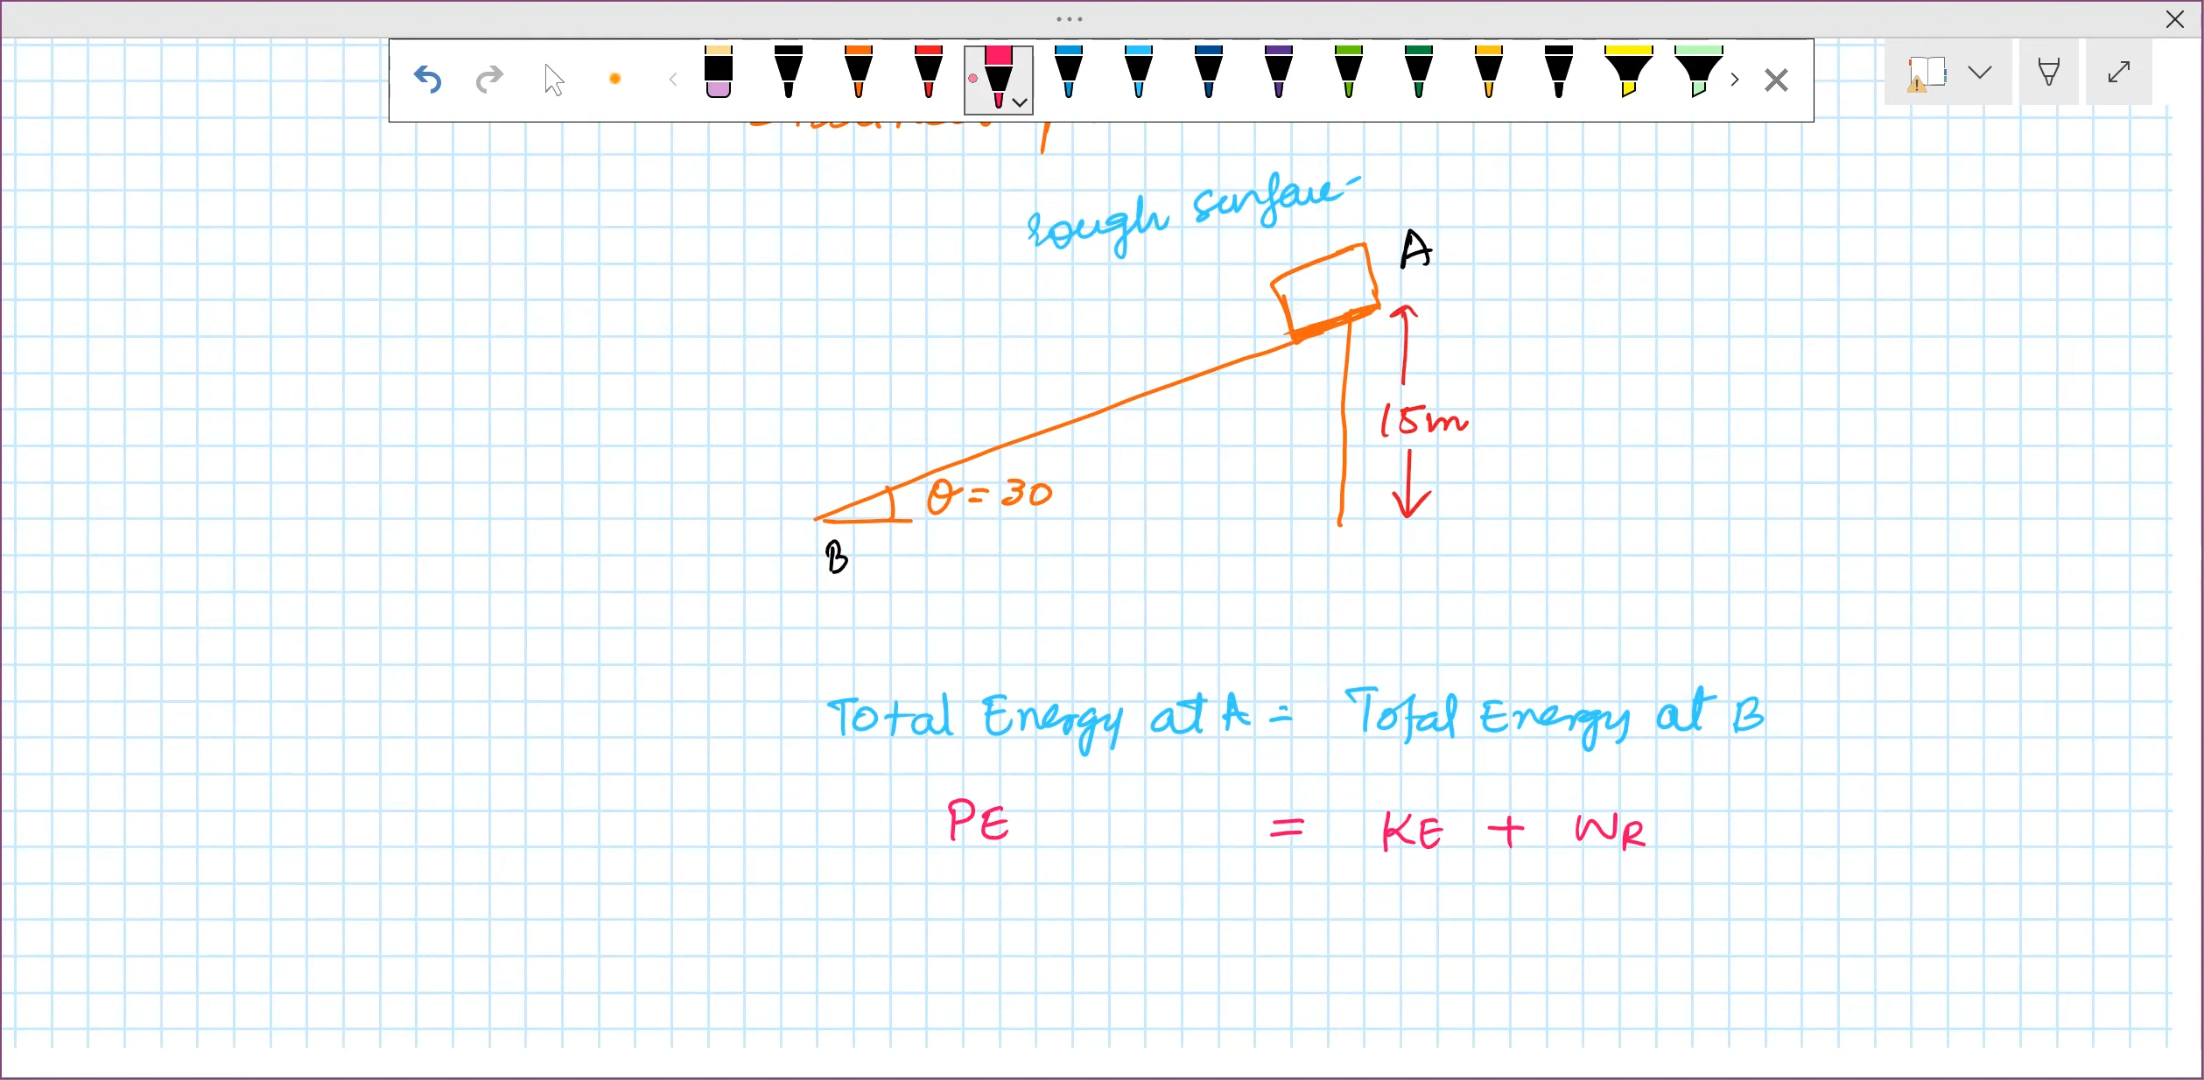 rough surface
A
15m
θ = 30
B
Total Energy at A = Total Energy at B
PE = KE + WR